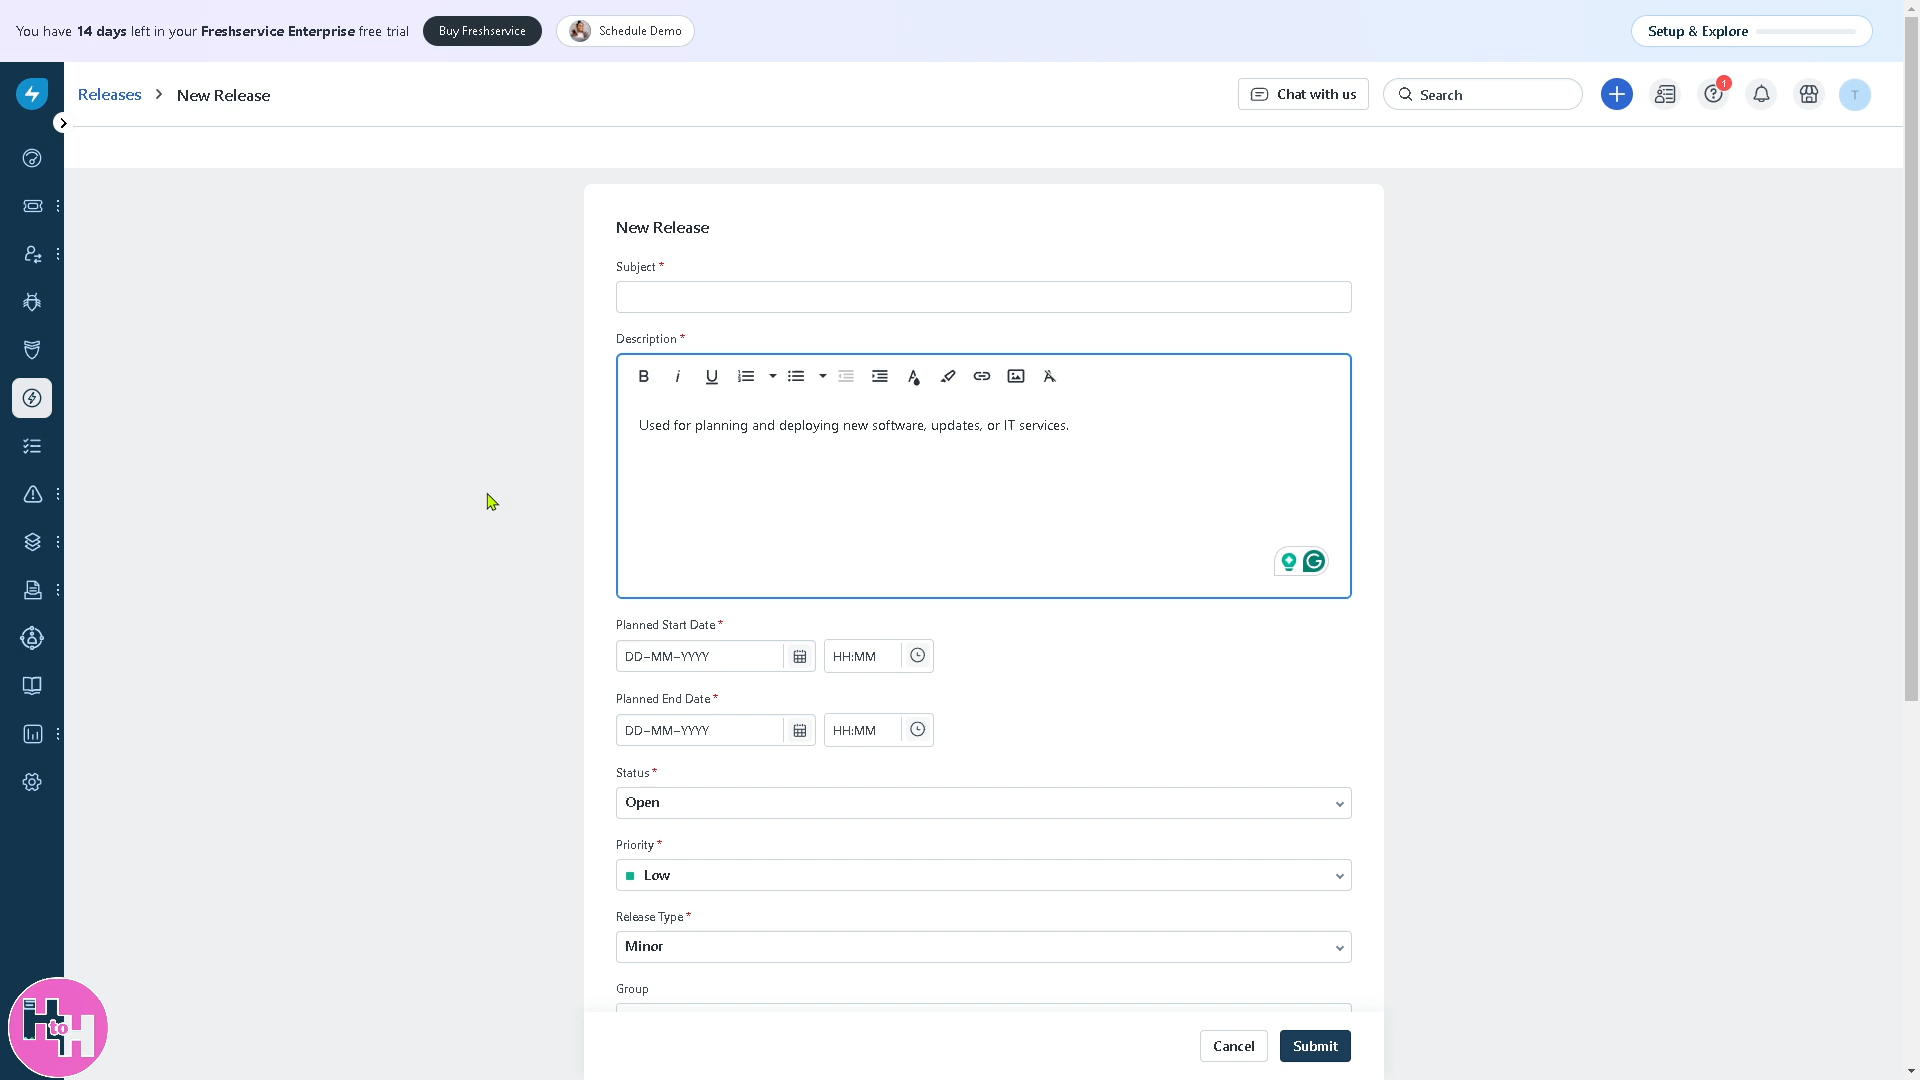 You have 14 days left in your Freshservice Enterprise free trial
Buy Freshservice
Schedule Demo
Setup & Explore
Releases
New Release
Chat with us
Search
1
T
New Release
Subject *
Description *
B i U
Used for planning and deploying new software, updates, or IT services.
Planned Start Date *
DD-MM-YYYY
HH:MM
Planned End Date *
DD-MM-YYYY
HH:MM
Status *
Open
Priority *
Low
Release Type *
Minor
Group
Cancel
Submit
H to H